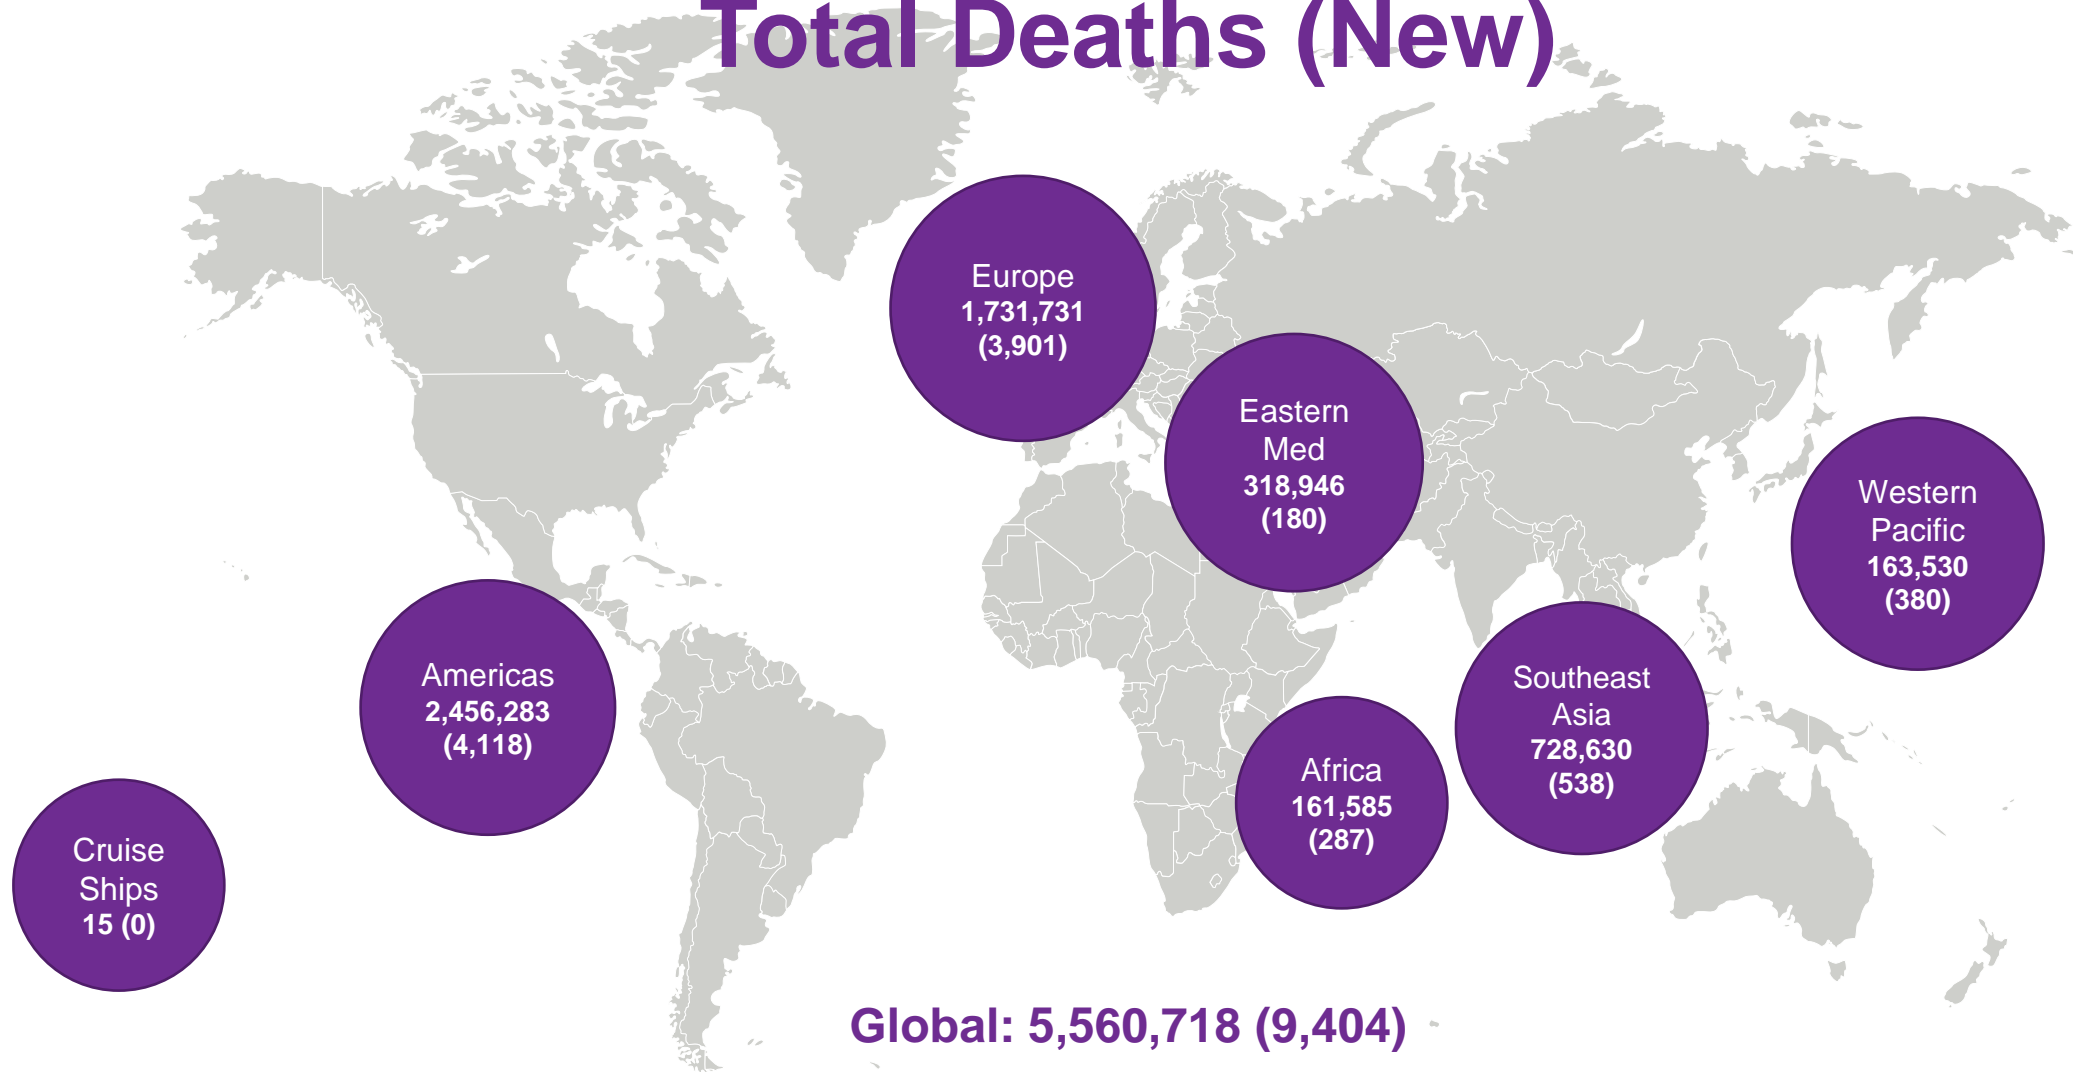 Total Deaths (New)
Europe
1,731,731
(3,901)
Eastern
Med
318,946
(180)
Western
Pacific
163,530
(380)
Americas
2,456,283
(4,118)
Southeast
Asia
728,630
(538)
Africa
161,585
(287)
Cruise
Ships
15 (0)
Global: 5,560,718 (9,404)